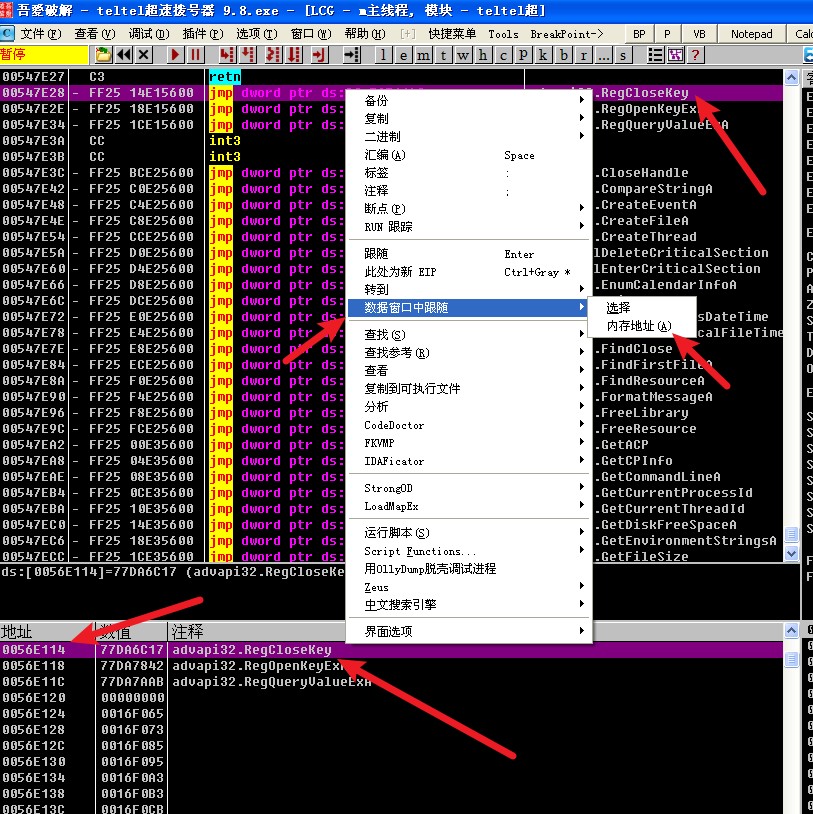 吾愛破解 - teltel超速拨号器 9.8.exe - [LCG - m主线程, 模块 - teltel超]
C 文件(F) 查看(V) 调试(D) 插件(P) 选项(T) 窗口(W) 帮助(H) [+] 快捷菜单 Tools BreakPoint-> BP P VB Notepad Calc
暂停 l e m t w h c p k b r ... s ?
00547E27 C3 retn
00547E28 - FF25 14E15600 jmp dword ptr ds: .RegCloseKey
00547E2E - FF25 18E15600 jmp dword ptr ds: .RegOpenKeyEx
00547E34 - FF25 1CE15600 jmp dword ptr ds: .RegQueryValueExA
00547E3A CC int3
00547E3B CC int3
00547E3C - FF25 BCE25600 jmp dword ptr ds: .CloseHandle
00547E42 - FF25 C0E25600 jmp dword ptr ds: .CompareStringA
00547E48 - FF25 C4E25600 jmp dword ptr ds: .CreateEventA
00547E4E - FF25 C8E25600 jmp dword ptr ds: .CreateFileA
00547E54 - FF25 CCE25600 jmp dword ptr ds: .CreateThread
00547E5A - FF25 D0E25600 jmp dword ptr ds: lDeleteCriticalSection
00547E60 - FF25 D4E25600 jmp dword ptr ds: lEnterCriticalSection
00547E66 - FF25 D8E25600 jmp dword ptr ds: .EnumCalendarInfoA
00547E6C - FF25 DCE25600 jmp dword ptr ds:
00547E72 - FF25 E0E25600 jmp dword ptr ds: sDateTime
00547E78 - FF25 E4E25600 jmp dword ptr ds: calFileTime
00547E7E - FF25 E8E25600 jmp dword ptr ds: .FindClose
00547E84 - FF25 ECE25600 jmp dword ptr ds: .FindFirstFileA
00547E8A - FF25 F0E25600 jmp dword ptr ds: .FindResourceA
00547E90 - FF25 F4E25600 jmp dword ptr ds: .FormatMessageA
00547E96 - FF25 F8E25600 jmp dword ptr ds: .FreeLibrary
00547E9C - FF25 FCE25600 jmp dword ptr ds: .FreeResource
00547EA2 - FF25 00E35600 jmp dword ptr ds: .GetACP
00547EA8 - FF25 04E35600 jmp dword ptr ds: .GetCPInfo
00547EAE - FF25 08E35600 jmp dword ptr ds: .GetCommandLineA
00547EB4 - FF25 0CE35600 jmp dword ptr ds: .GetCurrentProcessId
00547EBA - FF25 10E35600 jmp dword ptr ds: .GetCurrentThreadId
00547EC0 - FF25 14E35600 jmp dword ptr ds: .GetDiskFreeSpaceA
00547EC6 - FF25 18E35600 jmp dword ptr ds: .GetEnvironmentStringsA
00547ECC - FF25 1CE35600 jmp dword ptr ds: .GetFileSize
备份
复制
二进制
汇编(A) Space
标签 :
注释 ;
断点(P)
RUN 跟踪
跟随 Enter
此处为新 EIP Ctrl+Gray *
转到
数据窗口中跟随
选择
内存地址(A)
查找(S)
查找参考(R)
查看
复制到可执行文件
分析
CodeDoctor
FKVMP
IDAFicator
StrongOD
LoadMapEx
运行脚本(S)
Script Functions...
用OllyDump脱壳调试进程
Zeus
中文搜索引擎
界面选项
ds:[0056E114]=77DA6C17 (advapi32.RegCloseKe
地址 数值 注释
0056E114 77DA6C17 advapi32.RegCloseKey
0056E118 77DA7842 advapi32.RegOpenKeyEx
0056E11C 77DA7AAB advapi32.RegQueryValueExA
0056E120 00000000
0056E124 0016F065
0056E128 0016F073
0056E12C 0016F085
0056E130 0016F095
0056E134 0016F0A3
0056E138 0016F0B3
0056E13C 0016F0CB